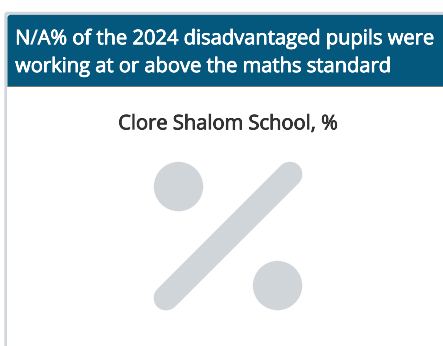 N/A% of the 2024 disadvantaged pupils were
working at or above the maths standard
Clore Shalom School, %
%